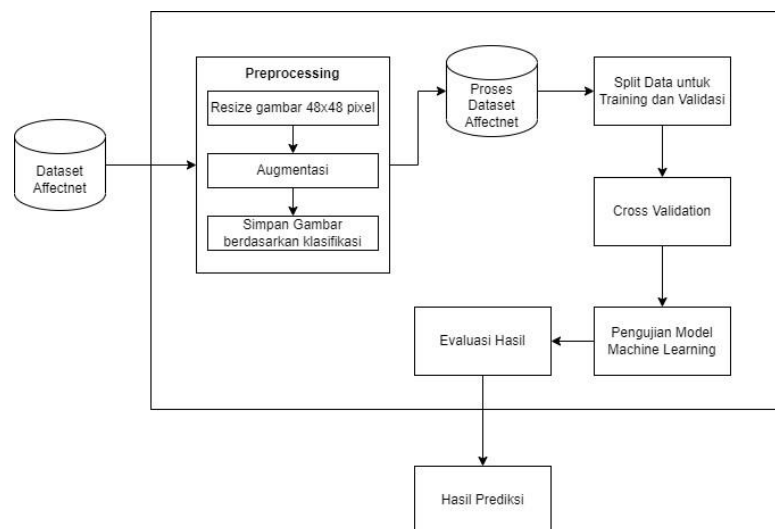 Preprocessing
Resize gambar 48x48 pixel
Augmentasi
Simpan Gambar
berdasarkan klasifikasi
Dataset
Affectnet
Proses
Dataset
Affectnet
Split Data untuk
Training dan Validasi
Cross Validation
Pengujian Model
Machine Learning
Evaluasi Hasil
Hasil Prediksi